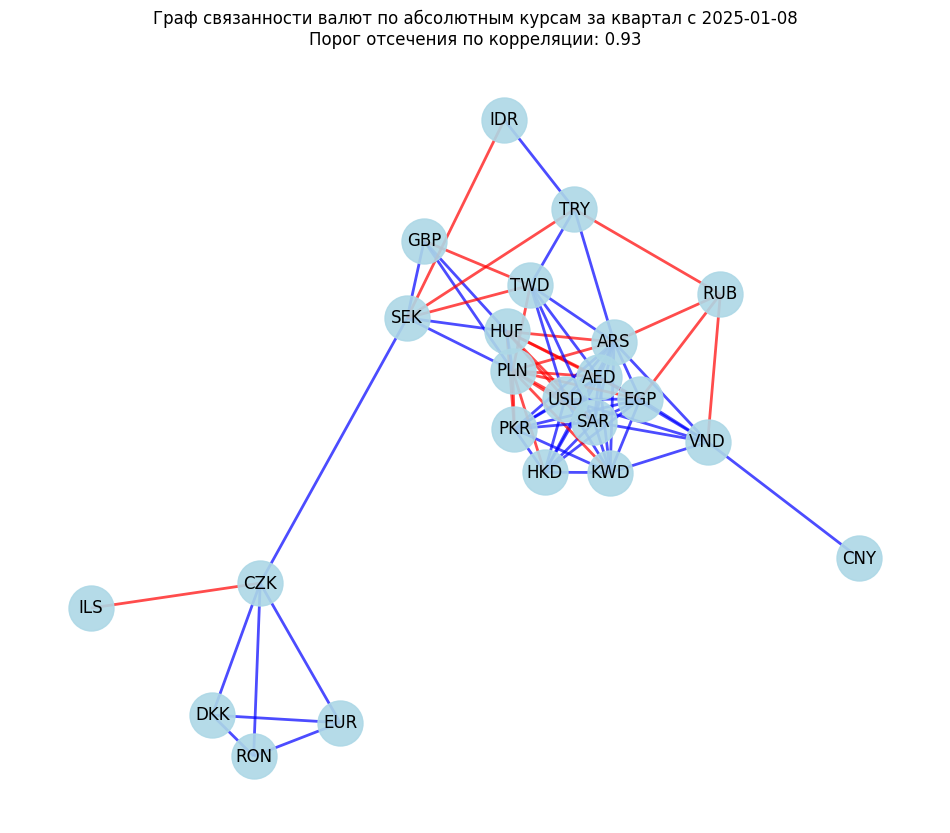 Граф связанности валют по абсолютным курсам за квартал с 2025-01-08
Порог отсечения по корреляции: 0.93
IDR
TRY
GBP
TWD
RUB
SEK
HUF
ARS
PLN
AED
USD
EGP
SAR
PKR
VND
HKD
KWD
CNY
CZK
ILS
DKK
EUR
RON